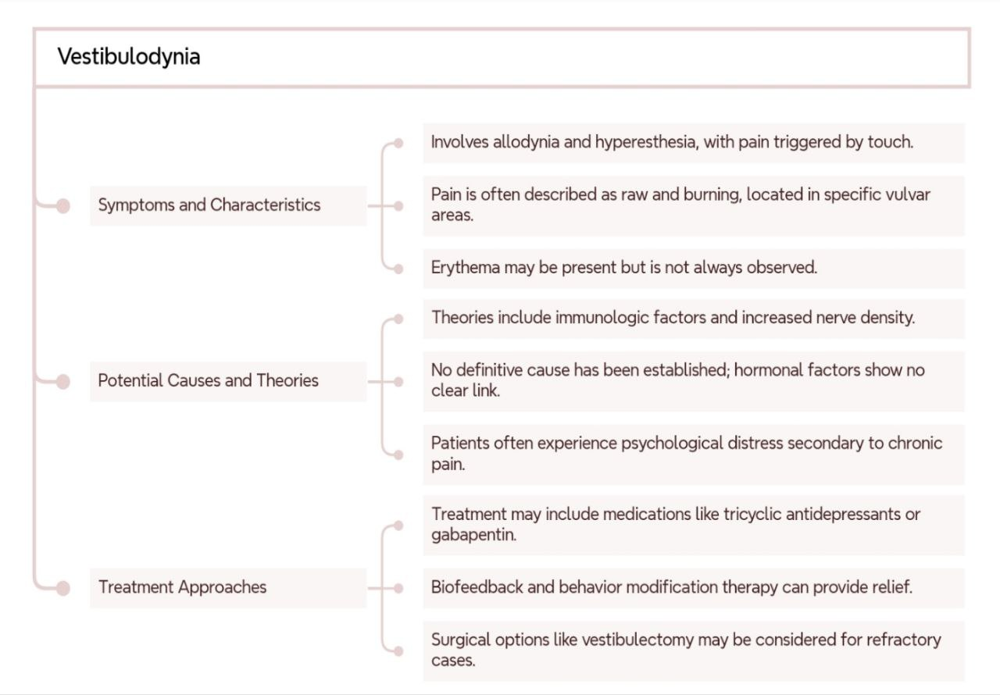 Vestibulodynia
Symptoms and Characteristics
Involves allodynia and hyperesthesia, with pain triggered by touch.
Pain is often described as raw and burning, located in specific vulvar
areas.
Erythema may be present but is not always observed.
Potential Causes and Theories
Theories include immunologic factors and increased nerve density.
No definitive cause has been established; hormonal factors show no
clear link.
Patients often experience psychological distress secondary to chronic
pain.
Treatment Approaches
Treatment may include medications like tricyclic antidepressants or
gabapentin.
Biofeedback and behavior modification therapy can provide relief.
Surgical options like vestibulectomy may be considered for refractory
cases.